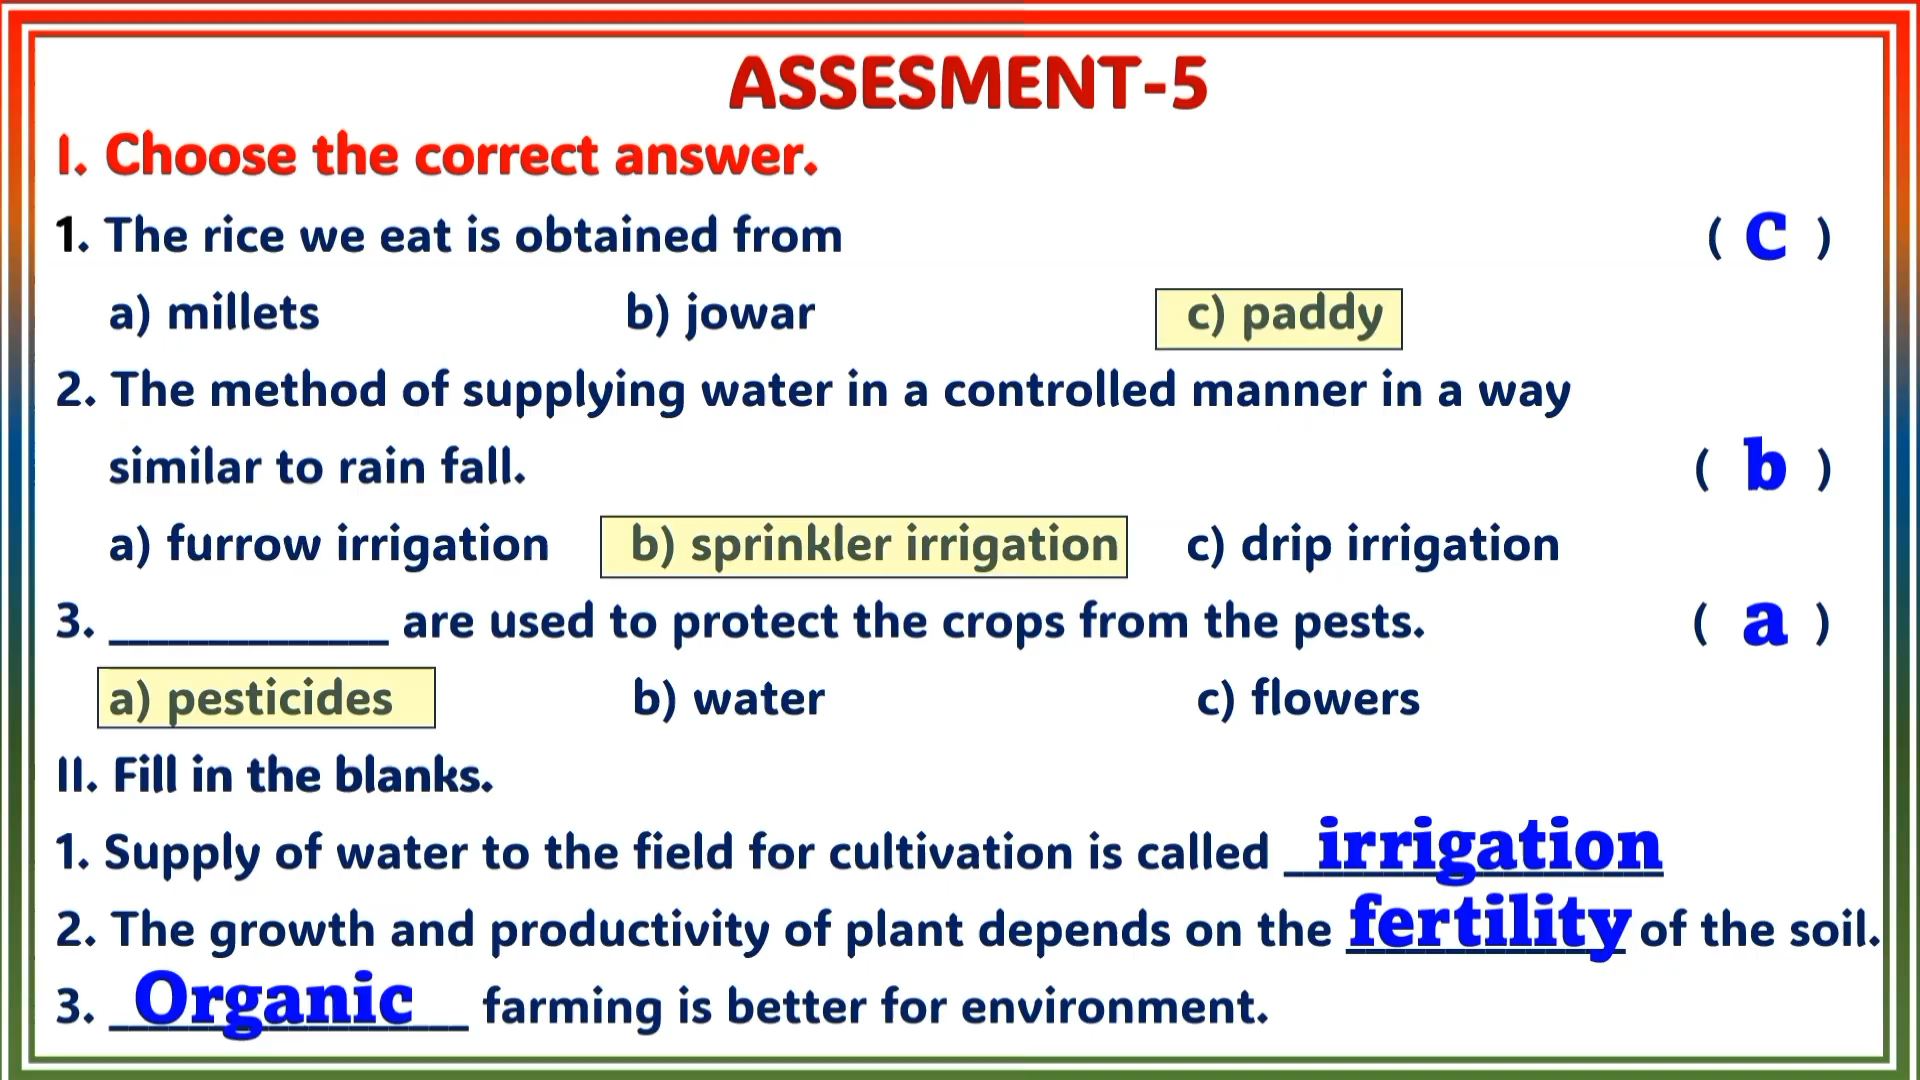 ASSESMENT-5
I. Choose the correct answer.
1. The rice we eat is obtained from ( C )
a) millets b) jowar c) paddy
2. The method of supplying water in a controlled manner in a way
similar to rain fall. ( b )
a) furrow irrigation b) sprinkler irrigation c) drip irrigation
3. ______________ are used to protect the crops from the pests. ( a )
a) pesticides b) water c) flowers
II. Fill in the blanks.
1. Supply of water to the field for cultivation is called irrigation
2. The growth and productivity of plant depends on the fertility of the soil.
3. Organic farming is better for environment.